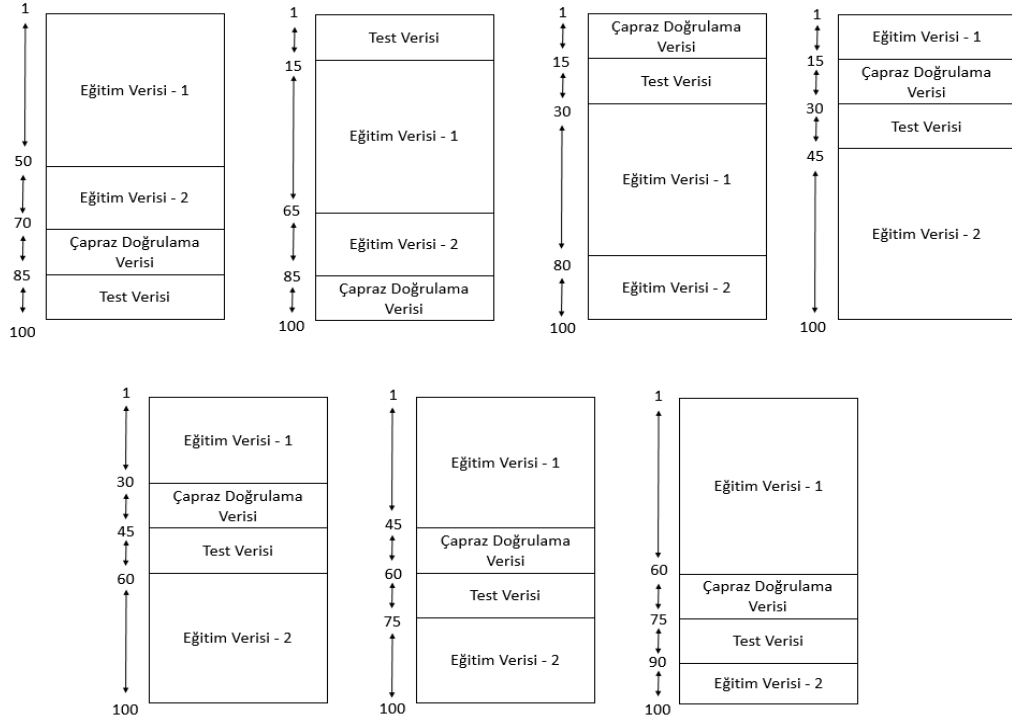 1
Eğitim Verisi - 1
50
Eğitim Verisi - 2
70
Çapraz Doğrulama
Verisi
85
Test Verisi
100
1
Test Verisi
15
Eğitim Verisi - 1
65
Eğitim Verisi - 2
85
Çapraz Doğrulama
Verisi
100
1
Çapraz Doğrulama
Verisi
15
Test Verisi
30
Eğitim Verisi - 1
80
Eğitim Verisi - 2
100
1
Eğitim Verisi - 1
15
Çapraz Doğrulama
Verisi
30
Test Verisi
45
Eğitim Verisi - 2
100
1
Eğitim Verisi - 1
30
Çapraz Doğrulama
Verisi
45
Test Verisi
60
Eğitim Verisi - 2
100
1
Eğitim Verisi - 1
45
Çapraz Doğrulama
Verisi
60
Test Verisi
75
Eğitim Verisi - 2
100
1
Eğitim Verisi - 1
60
Çapraz Doğrulama
Verisi
75
Test Verisi
90
Eğitim Verisi - 2
100